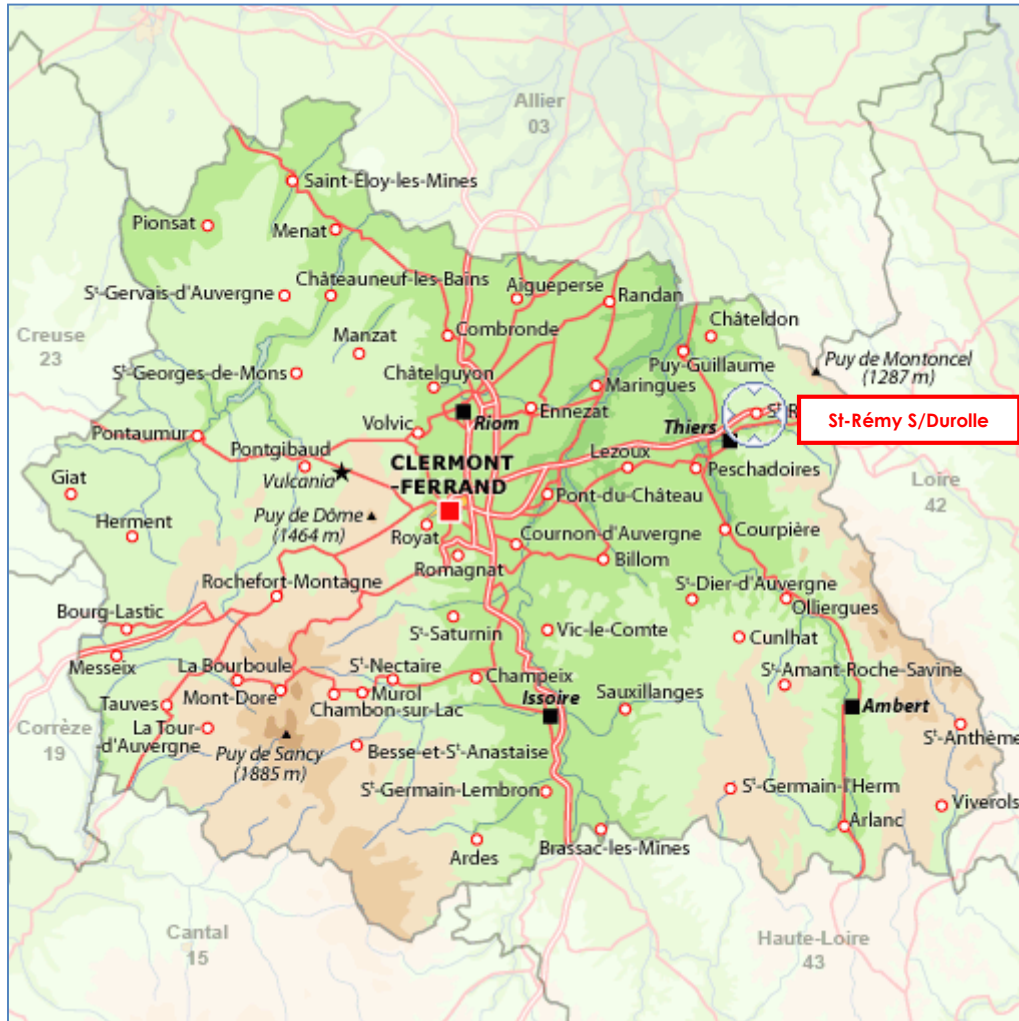 Allier
03
Saint-Éloy-les-Mines
Pionsat
Menat
Châteauneuf-les-Bains
Sᵗ-Gervais-d'Auvergne
Aigueperse
Randan
Creuse
23
Manzat
Combronde
Châteldon
Puy de Montoncel
(1287 m)
Puy-Guillaume
Sᵗ-Georges-de-Mons
Châtelguyon
Maringues
Volvic
Riom
Ennezat
Sᵗ-R
St-Rémy S/Durolle
Thiers
Pontaumur
Pontgibaud
CLERMONT
-FERRAND
Lezoux
Peschadoires
Giat
Vulcania
Pont-du-Château
Loire
42
Herment
Puy de Dôme
(1464 m)
Royat
Cournon-d'Auvergne
Courpière
Romagnat
Billom
Rochefort-Montagne
Sᵗ-Dier-d'Auvergne
Olliergues
Bourg-Lastic
Sᵗ-Saturnin
Vic-le-Comte
Cunlhat
Messeix
La Bourboule
Sᵗ-Nectaire
Champeix
Sᵗ-Amant-Roche-Savine
Tauves
Mont-Dore
Murol
Chambon-sur-Lac
Issoire
Sauxillanges
Ambert
Corrèze
19
La Tour-
-d'Auvergne
Puy de Sancy
(1885 m)
Besse-et-Sᵗ-Anastaise
Sᵗ-Anthème
Sᵗ-Germain-Lembron
Sᵗ-Germain-l'Herm
Viverols
Arlanc
Ardes
Brassac-les-Mines
Cantal
15
Haute-Loire
43